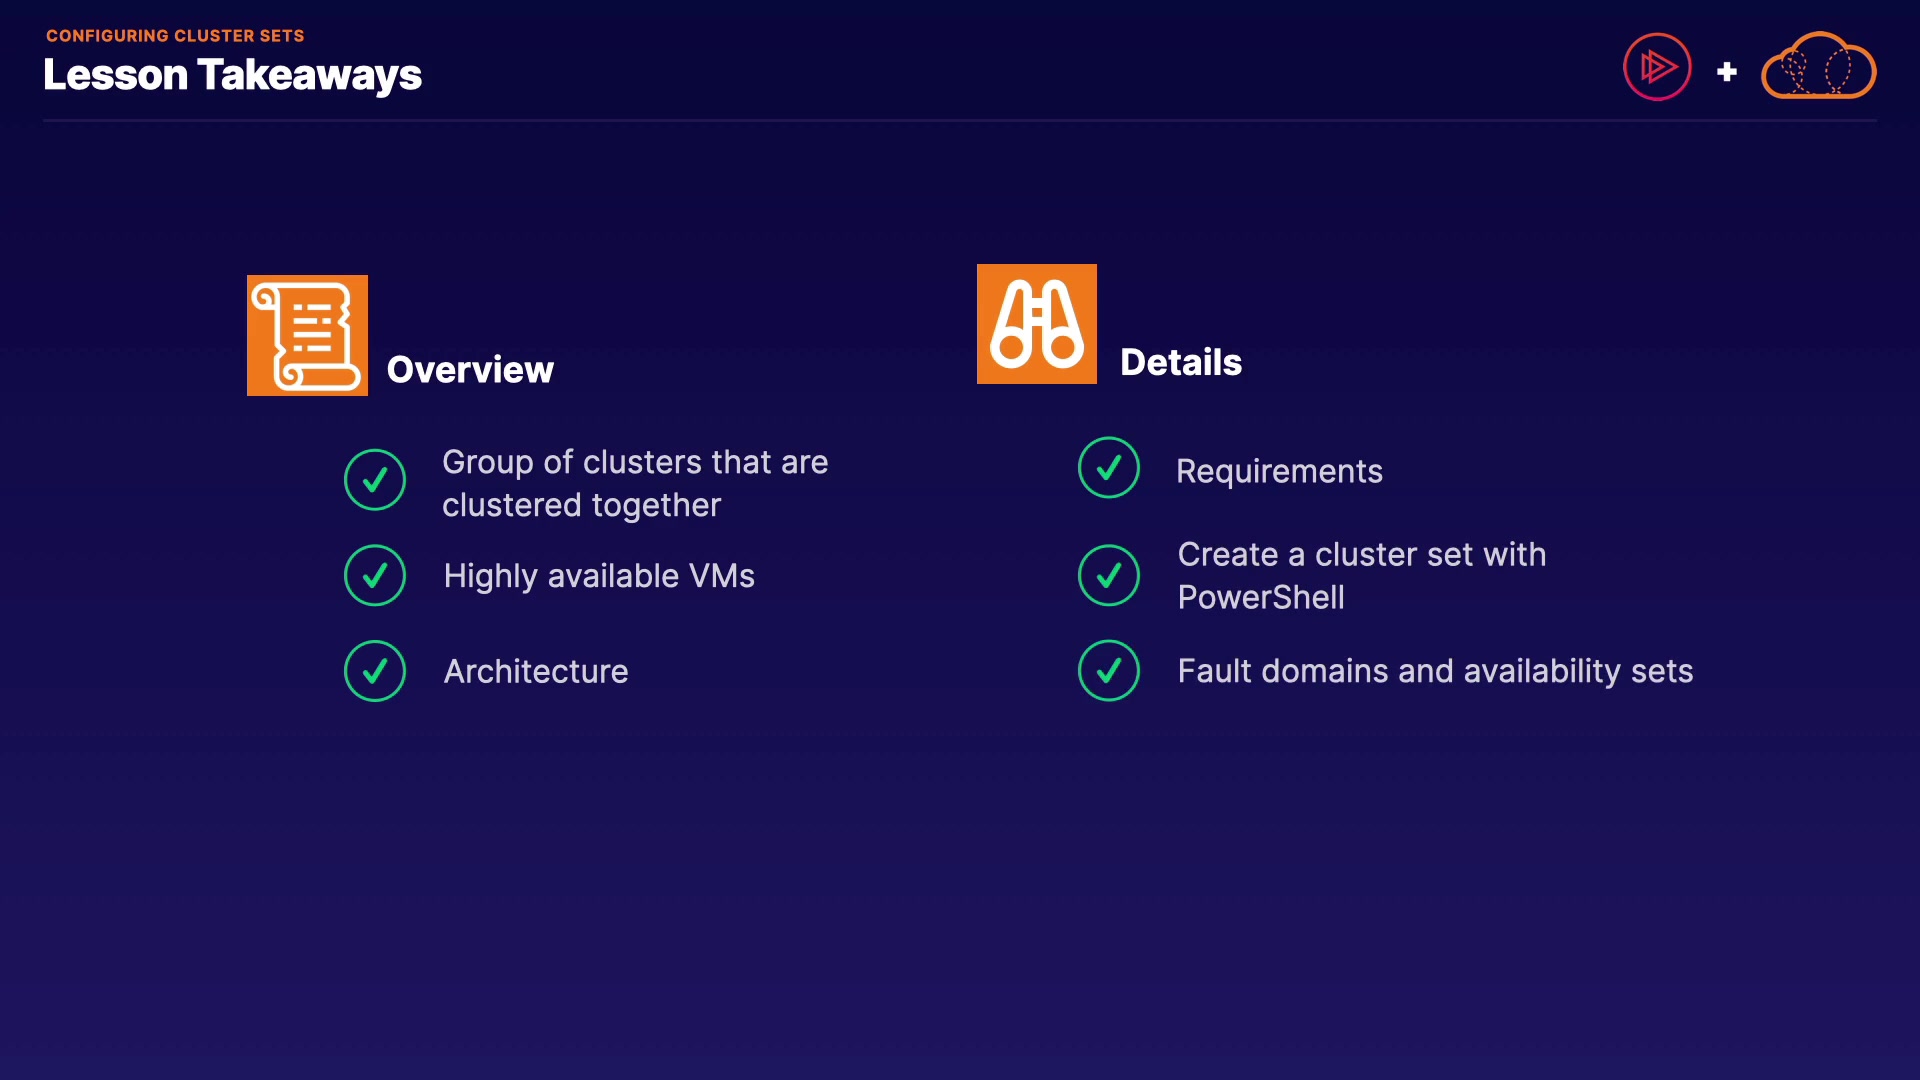 CONFIGURING CLUSTER SETS
Lesson Takeaways
Overview
Group of clusters that are
clustered together
Highly available VMs
Architecture
Details
Requirements
Create a cluster set with
PowerShell
Fault domains and availability sets